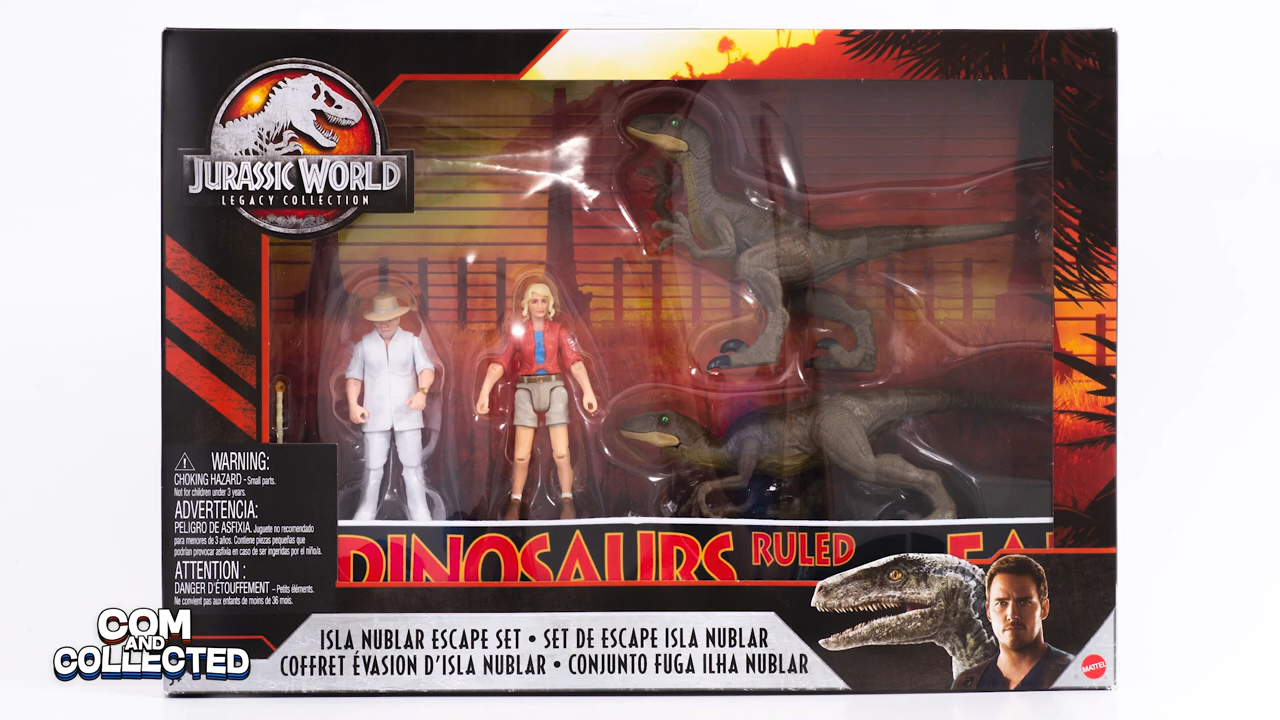 JURASSIC WORLD
LEGACY COLLECTION
WARNING:
CHOKING HAZARD - Small parts.
Not for children under 3 years.
ADVERTENCIA:
PELIGRO DE ASFIXIA. Juguete no recomendado
para menores de 3 años. Contiene piezas pequeñas que
podrían provocar asfixia en caso de ser ingeridas por el niño/a.
ATTENTION :
DANGER D'ÉTOUFFEMENT - Petits éléments.
Ne convient pas aux enfants de moins de 36 mois.
DINOSAURS RULED
ISLA NUBLAR ESCAPE SET • SET DE ESCAPE ISLA NUBLAR
COFFRET ÉVASION D'ISLA NUBLAR • CONJUNTO FUGA ILHA NUBLAR
MATTEL
COM
AND
COLLECTED